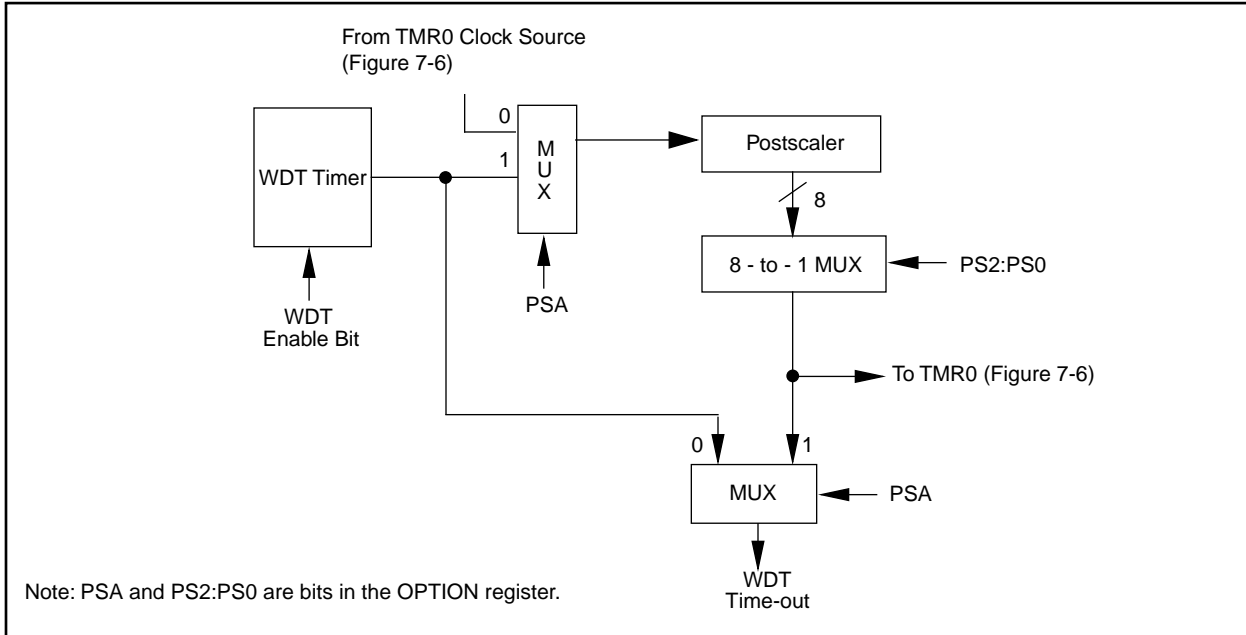 From TMR0 Clock Source
(Figure 7-6)
0
1
M
U
X
WDT Timer
Postscaler
8
8 - to - 1 MUX
PS2:PS0
PSA
WDT
Enable Bit
To TMR0 (Figure 7-6)
0
1
MUX
PSA
WDT
Time-out
Note: PSA and PS2:PS0 are bits in the OPTION register.